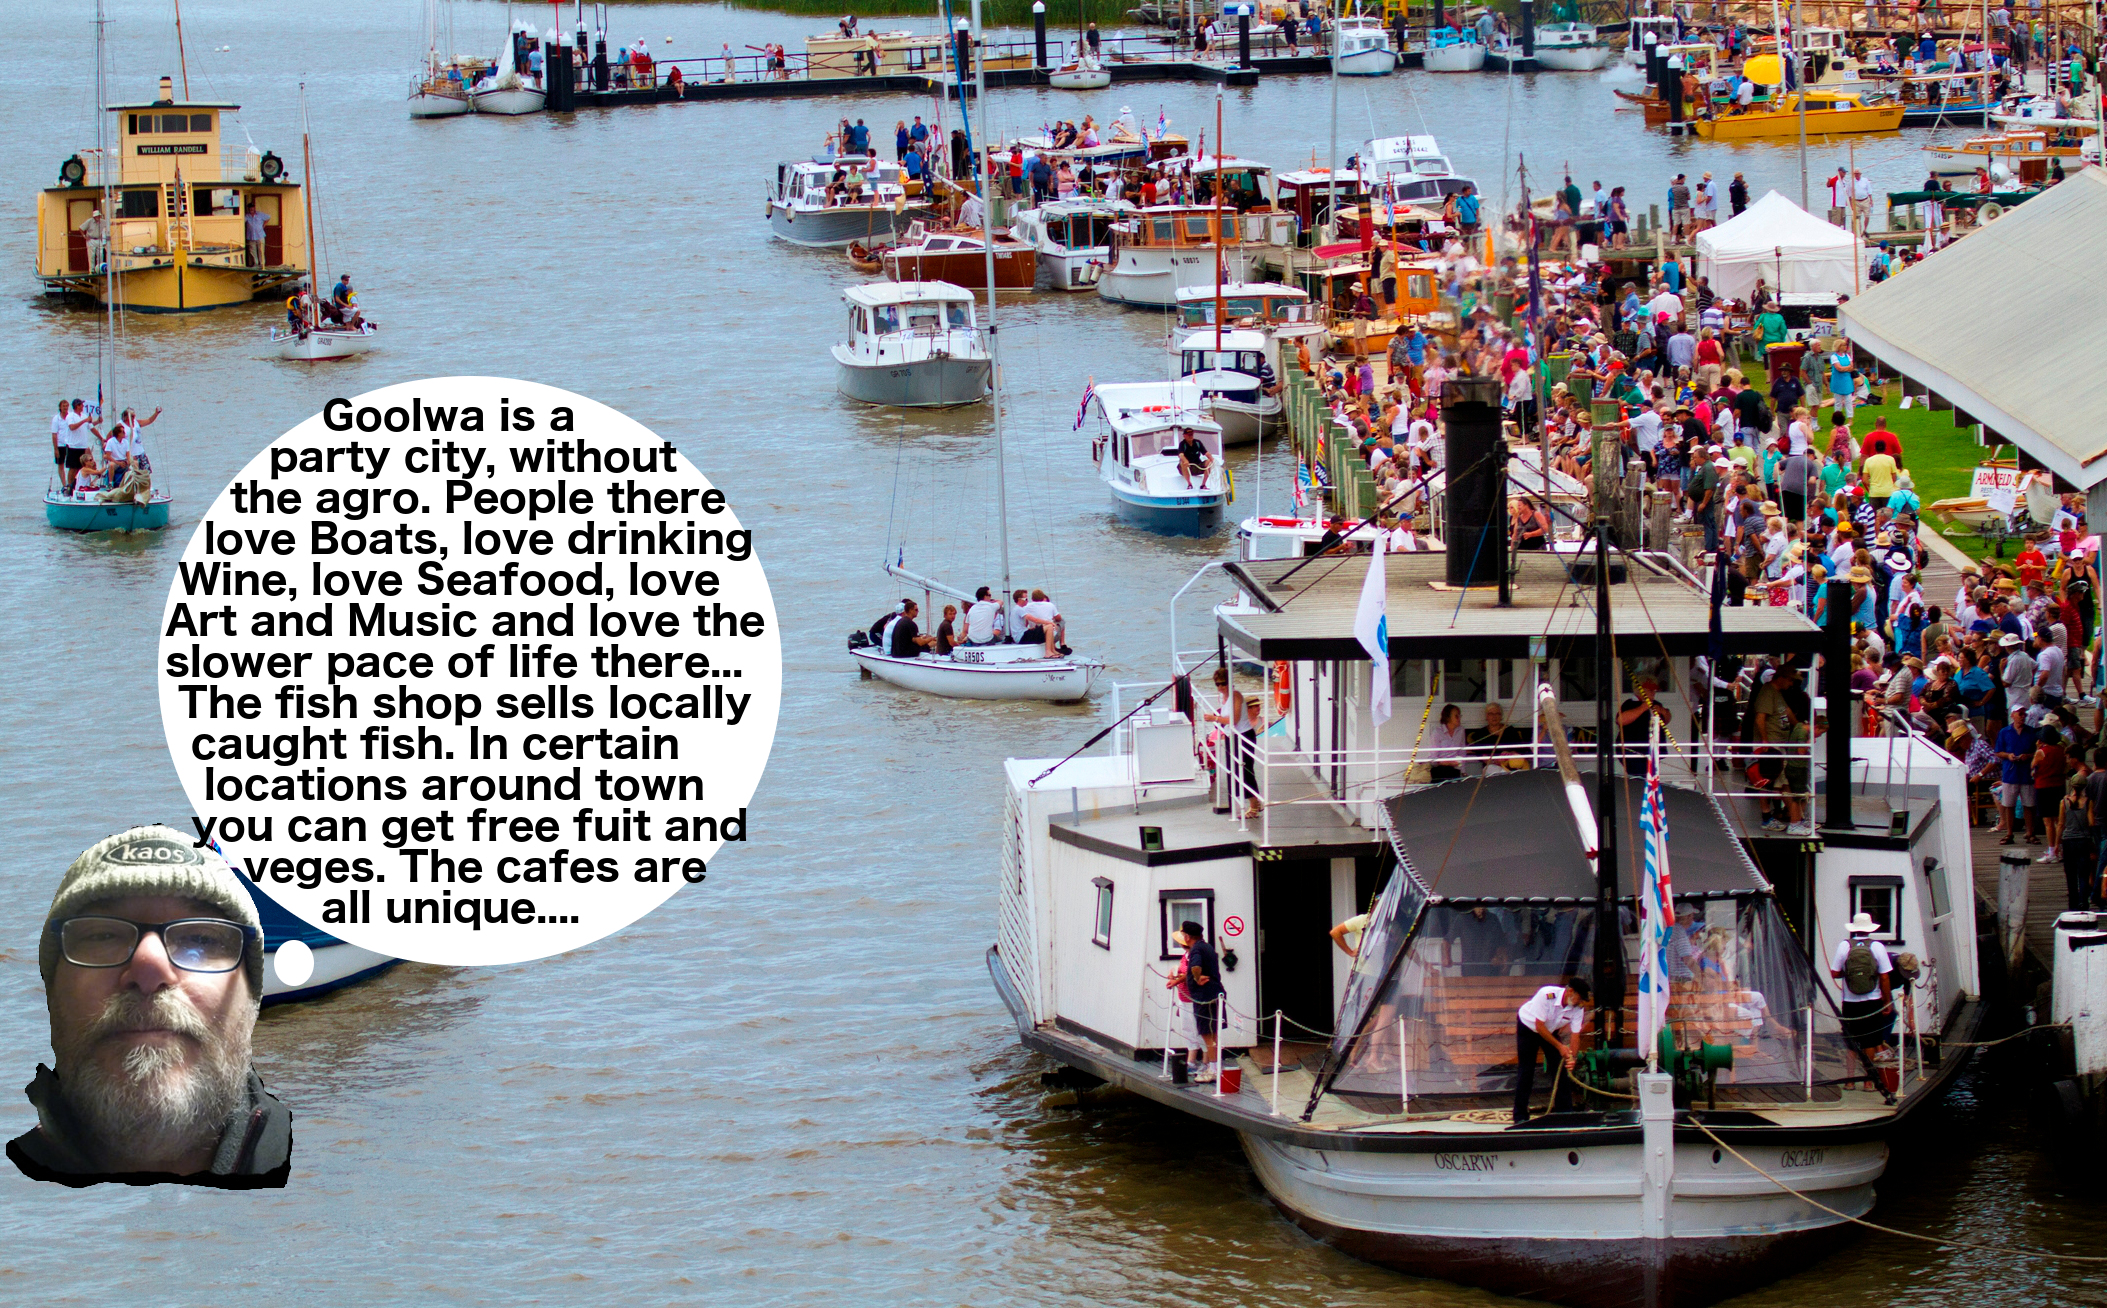 WILLIAM RANDELL
176
217
ARMFIELD S
Goolwa is a
party city, without
the agro. People there
love Boats, love drinking
Wine, love Seafood, love
Art and Music and love the
slower pace of life there...
The fish shop sells locally
caught fish. In certain
locations around town
you can get free fuit and
veges. The cafes are
all unique....
kaos
OSCAR'W'
OSCAR'W'